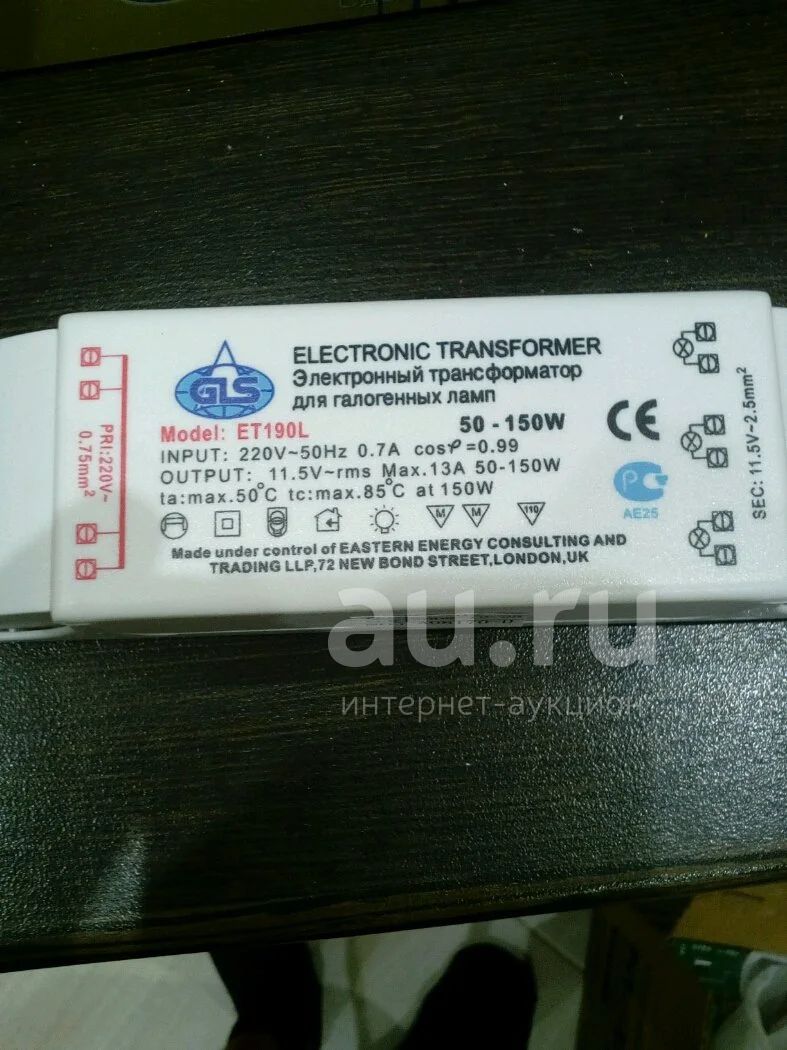 GLS
ELECTRONIC TRANSFORMER
Электронный трансформатор
для галогенных ламп
50 - 150W
Model: ET190L
INPUT: 220V~50Hz 0.7A cosφ=0.99
OUTPUT: 11.5V~rms Max.13A 50-150W
ta:max.50°C tc:max.85°C at 150W
M M 110
Made under control of EASTERN ENERGY CONSULTING AND
TRADING LLP,72 NEW BOND STREET,LONDON,UK
PRI:220V~
0.75mm²
CE
AE25
SEC: 11.5V~2.5mm²
au.ru
интернет-аукцион